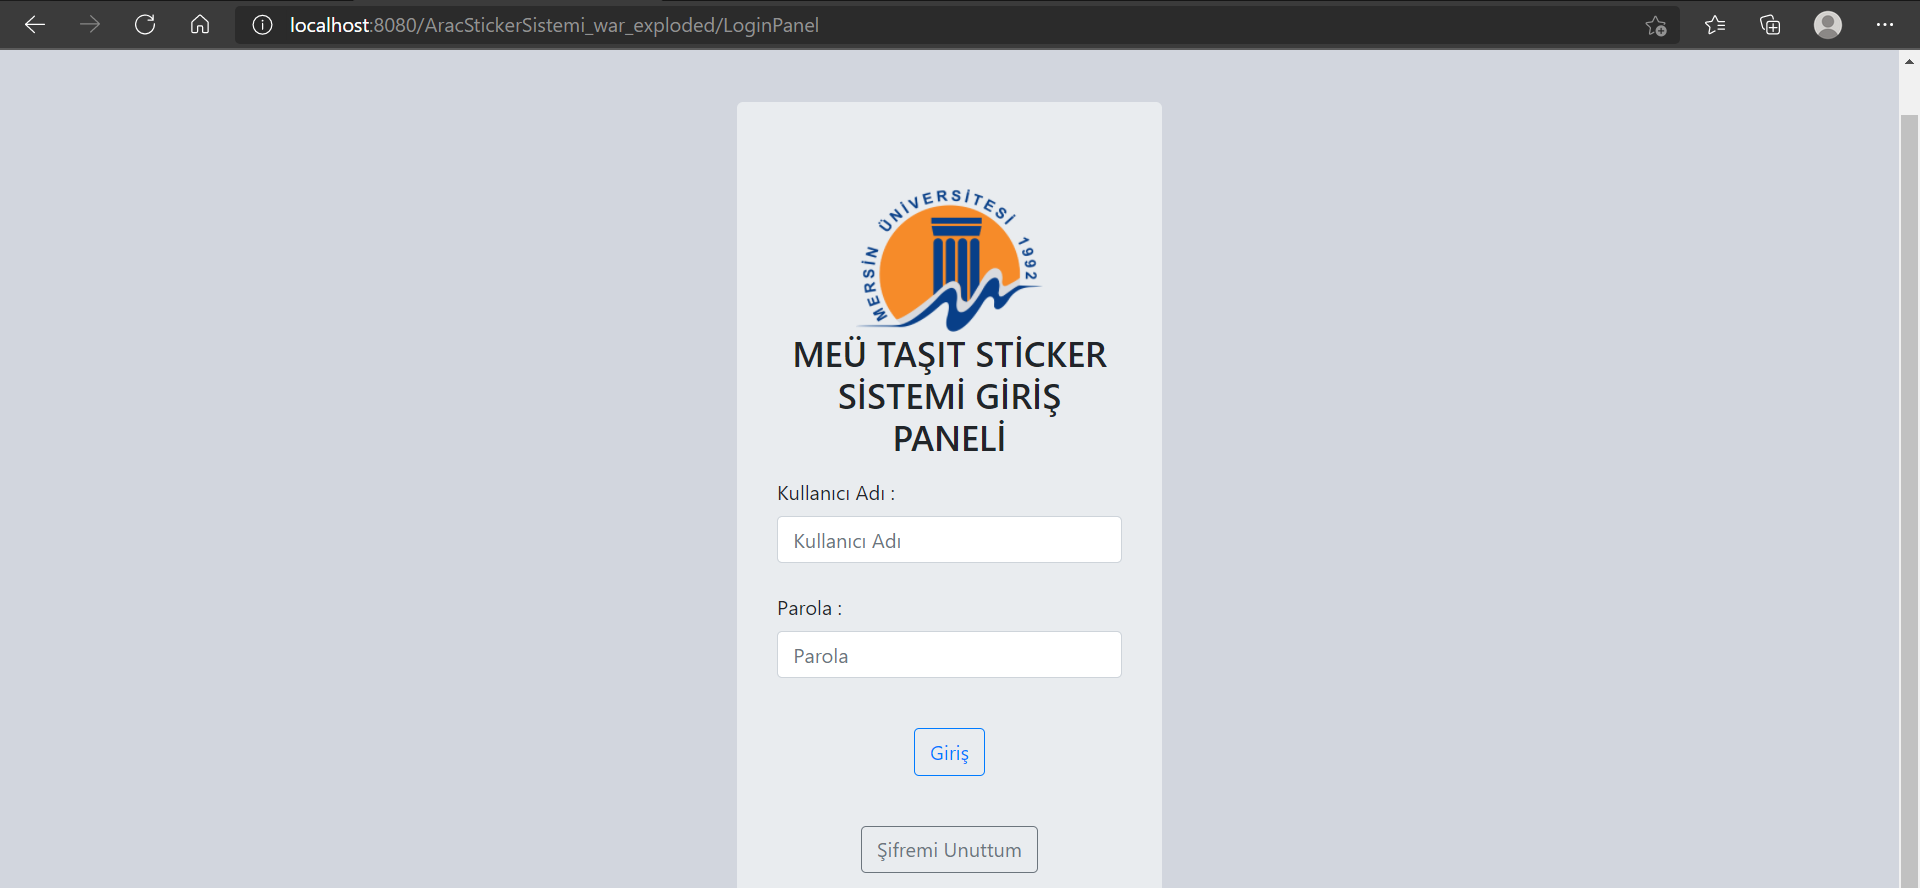 localhost:8080/AracStickerSistemi_war_exploded/LoginPanel
MERSİN ÜNİVERSİTESİ 1992
MEÜ TAŞIT STİCKER
SİSTEMİ GİRİŞ
PANELİ
Kullanıcı Adı :
Kullanıcı Adı
Parola :
Parola
Giriş
Şifremi Unuttum